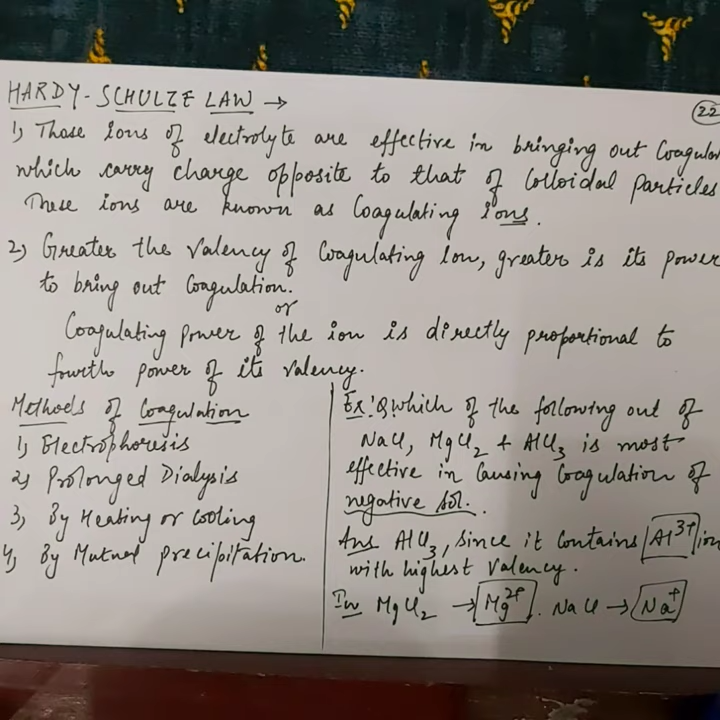 HARDY-SCHULZE LAW →
22
1) Those ions of electrolyte are effective in bringing out Coagulat
which carry charge opposite to that of Colloidal Particles
These ions are known as Coagulating ions.
2) Greater the valency of Coagulating Ion, greater is its power
to bring out Coagulation.
or
Coagulating power of the ion is directly proportional to
fourth power of its valency.
Methods of Coagulation
1) Electrophoresis
2) Prolonged Dialysis
3) By Heating or Cooling
4) By Mutual precipitation.
Ex: Q) Which of the following out of
NaCl, MgCl2 + AlCl3 is most
effective in Causing Coagulation of
negative sol.
Ans AlCl3, since it contains Al3+ ion
with highest valency.
In MgCl2 → Mg2+. NaCl → Na+